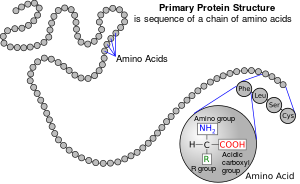 Primary Protein Structure
is sequence of a chain of amino acids
Amino Acids
Phe
Leu
Ser
Cys
Amino group
NH2
H C COOH
R
Acidic
carboxyl
group
R group
Amino Acid